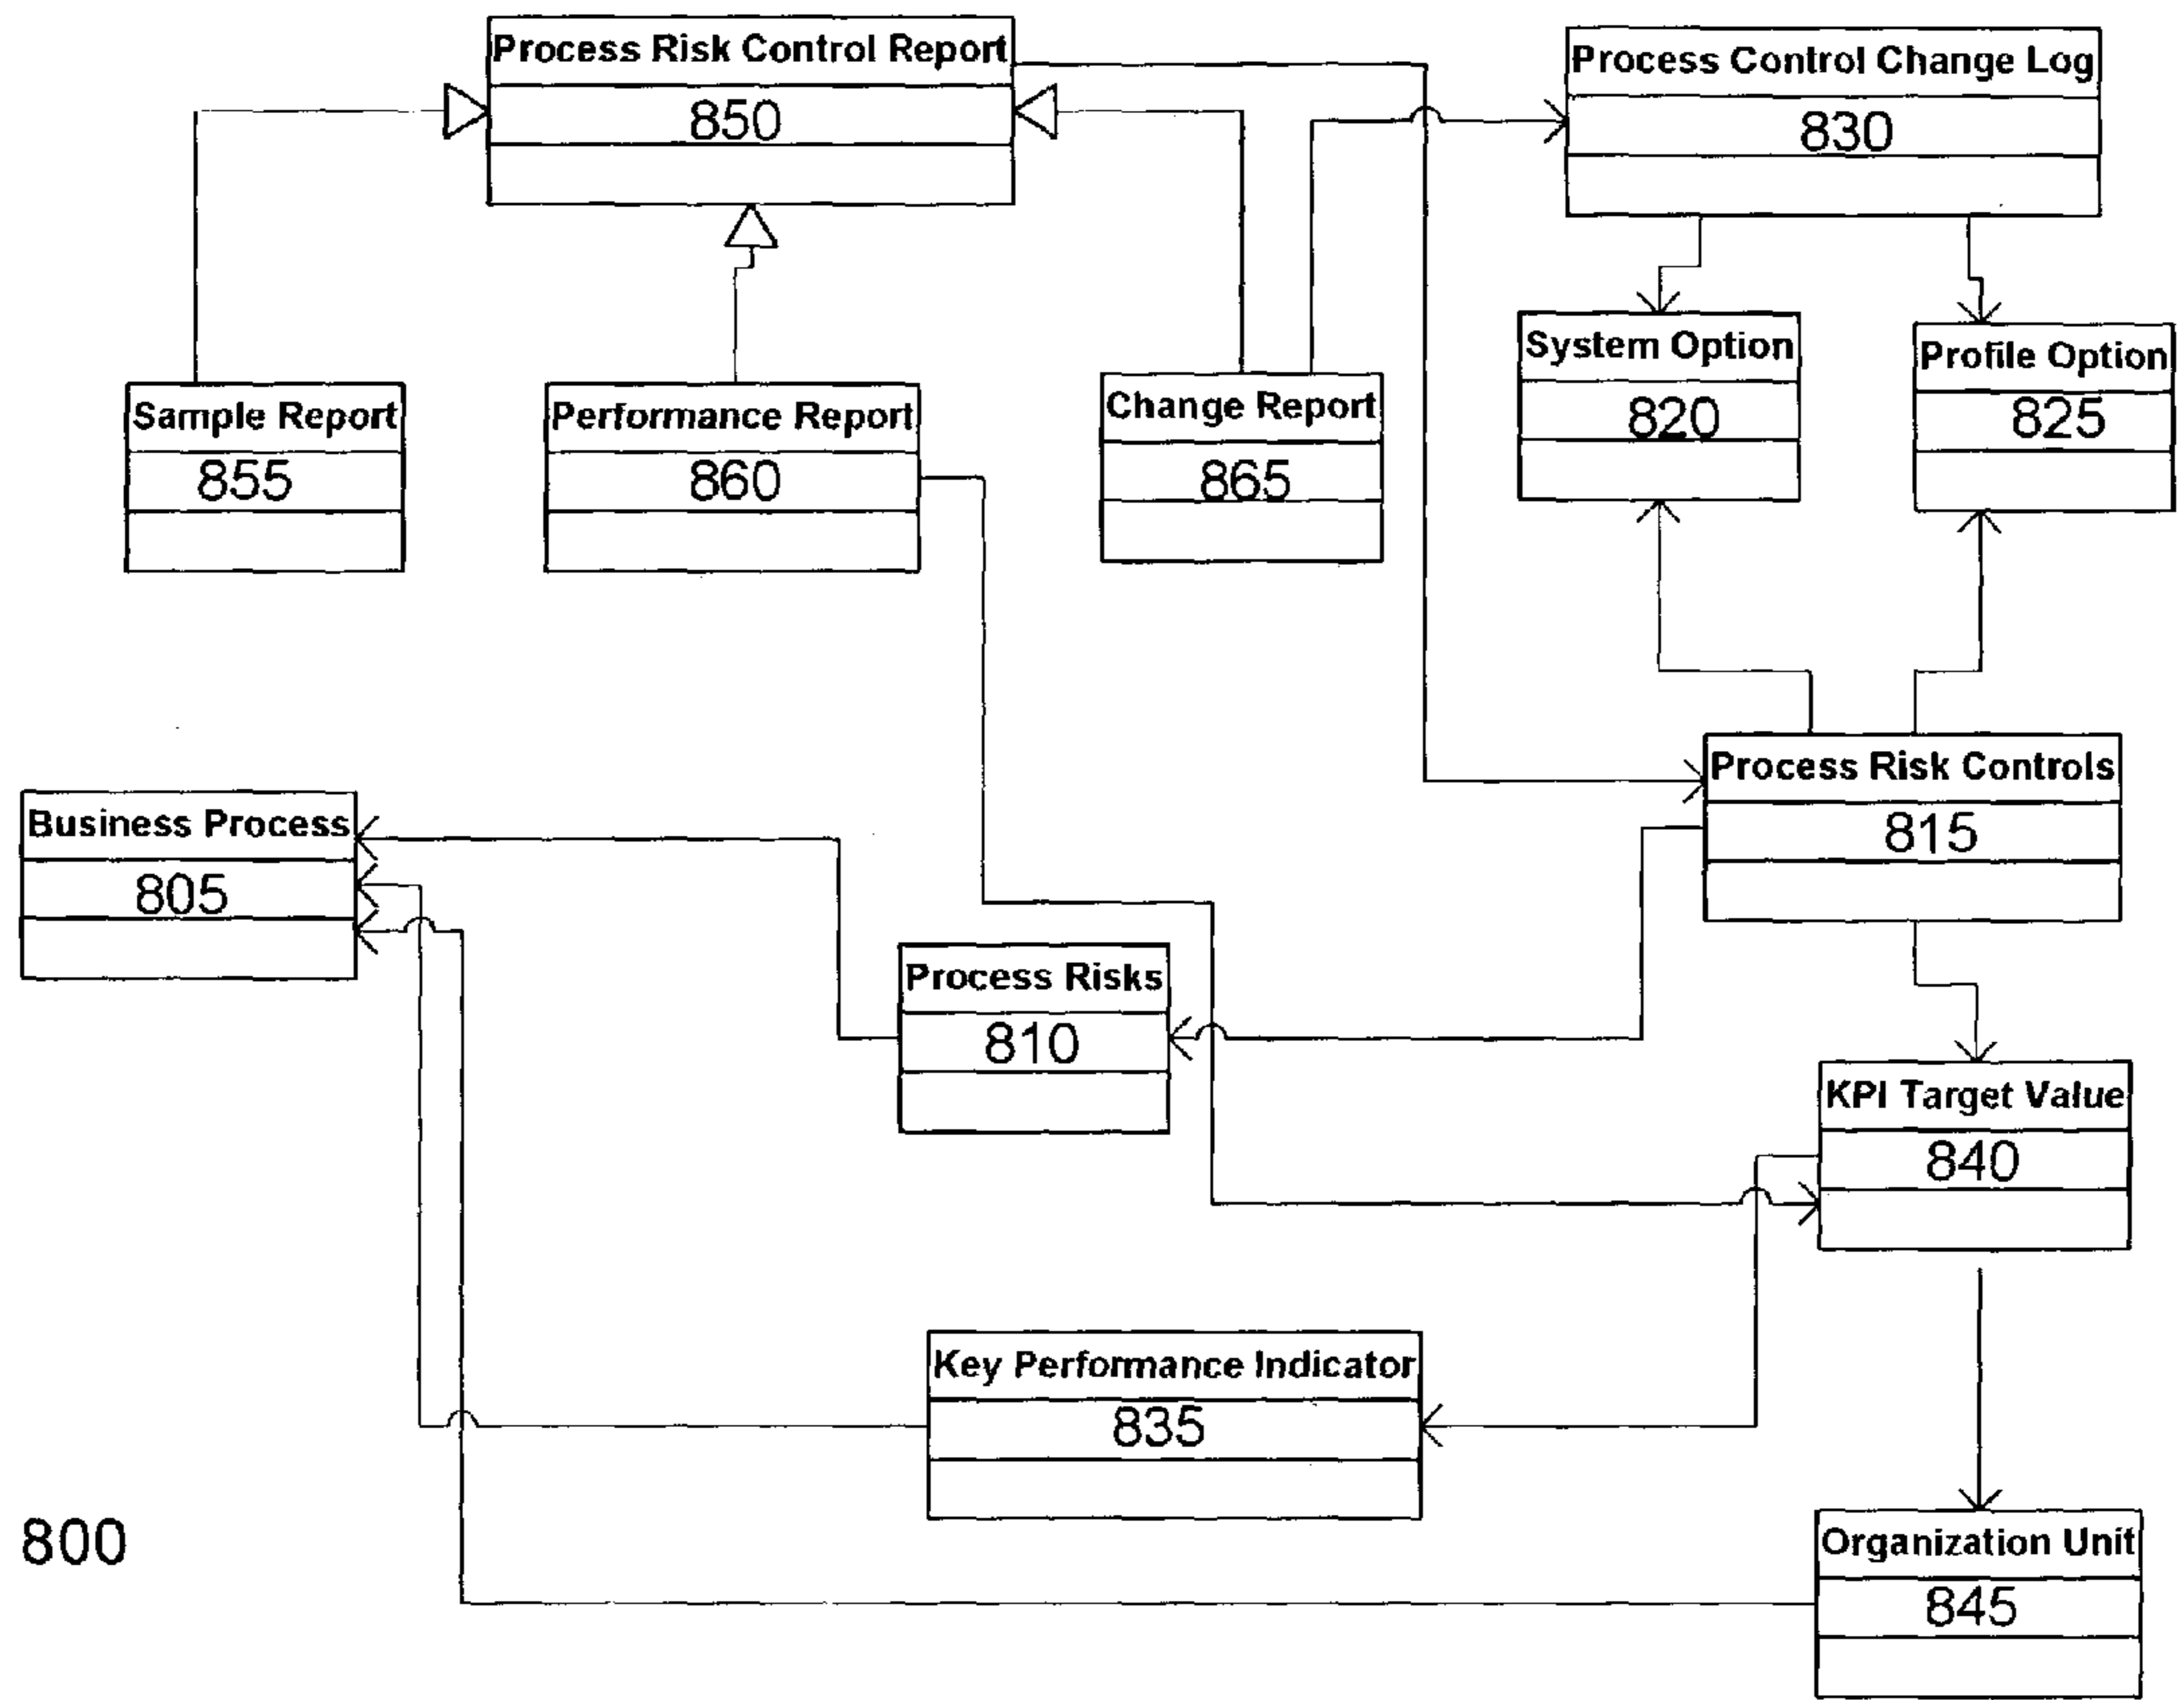 Process Risk Control Report
850
Process Control Change Log
830
System Option
820
Profile Option
825
Sample Report
855
Performance Report
860
Change Report
865
Process Risk Controls
815
Business Process
805
Process Risks
810
KPI Target Value
840
Key Performance Indicator
835
Organization Unit
845
800